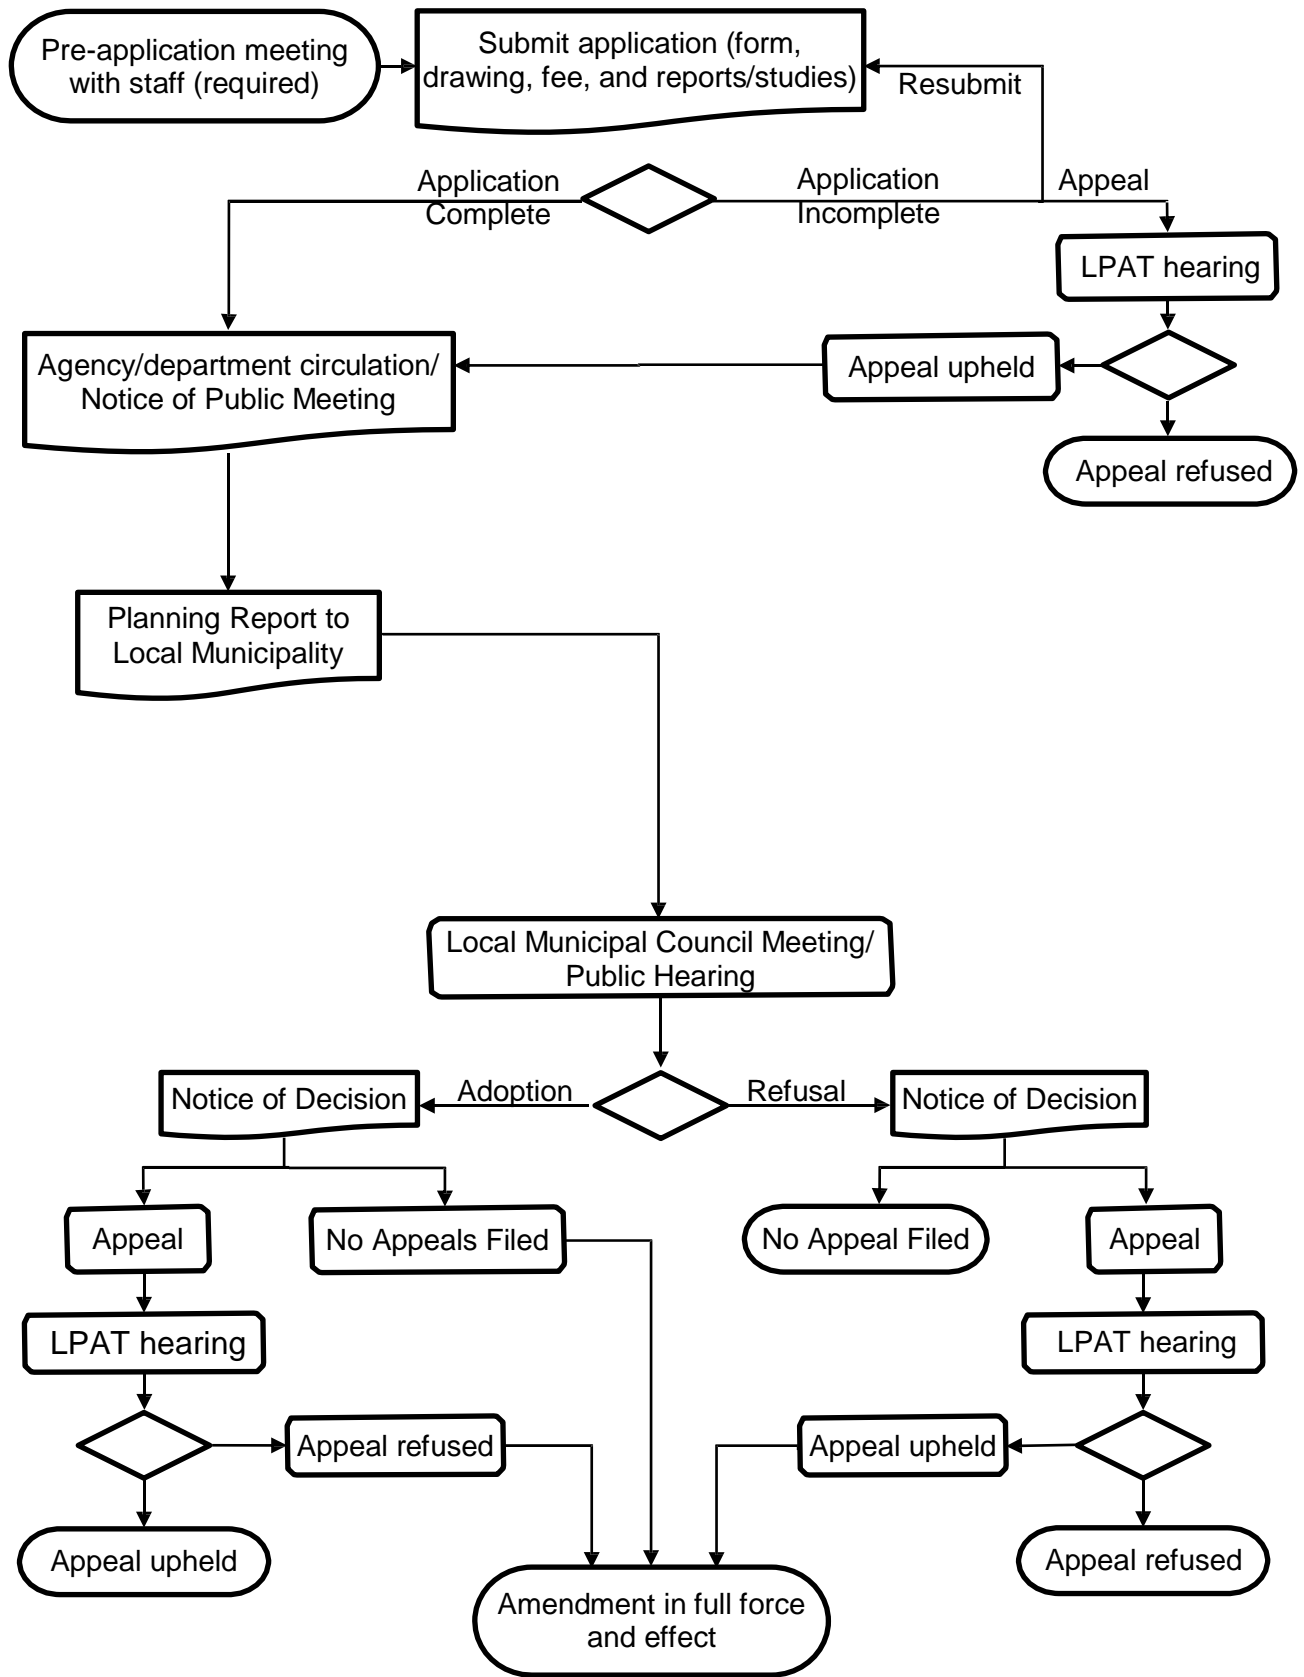 Pre-application meeting
with staff (required)
Submit application (form,
drawing, fee, and reports/studies)
Resubmit
Application
Complete
Application
Incomplete
Appeal
LPAT hearing
Agency/department circulation/
Notice of Public Meeting
Appeal upheld
Appeal refused
Planning Report to
Local Municipality
Local Municipal Council Meeting/
Public Hearing
Notice of Decision
Adoption
Refusal
Notice of Decision
Appeal
No Appeals Filed
No Appeal Filed
Appeal
LPAT hearing
LPAT hearing
Appeal refused
Appeal upheld
Appeal upheld
Appeal refused
Amendment in full force
and effect